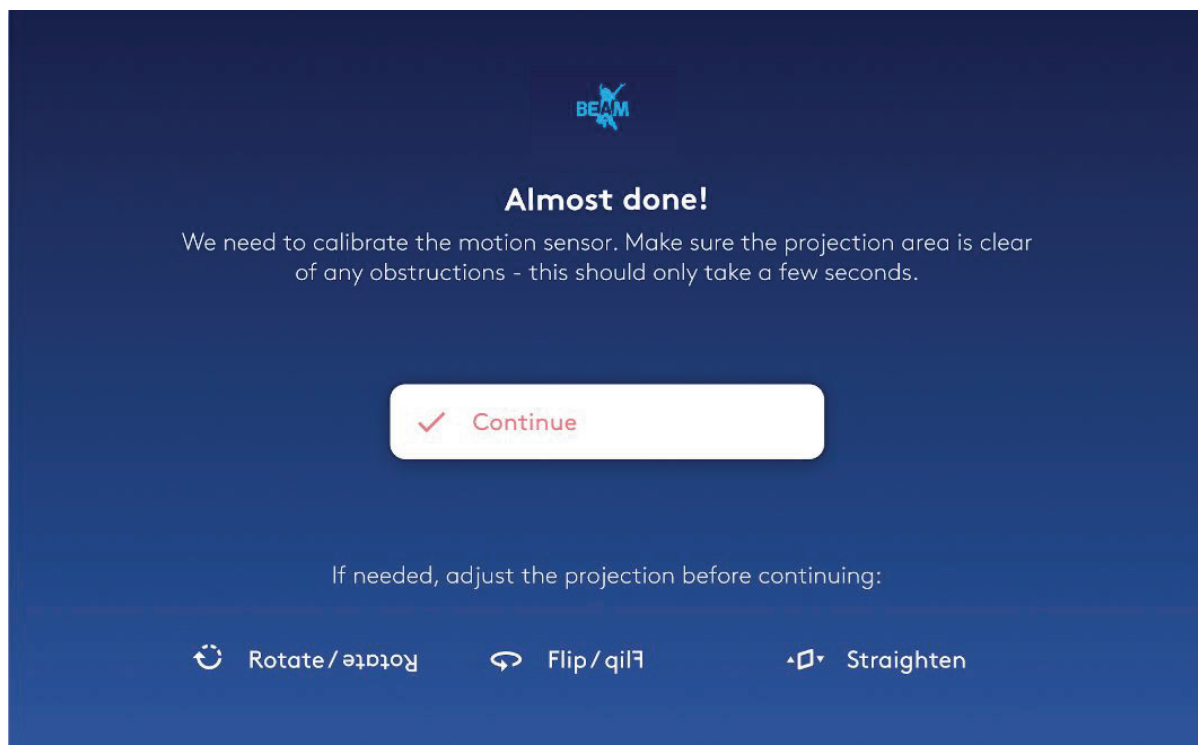 BEAM
Almost done!
We need to calibrate the motion sensor. Make sure the projection area is clear
of any obstructions - this should only take a few seconds.
Continue
If needed, adjust the projection before continuing:
Rotate/Rotate Flip/Flip Straighten